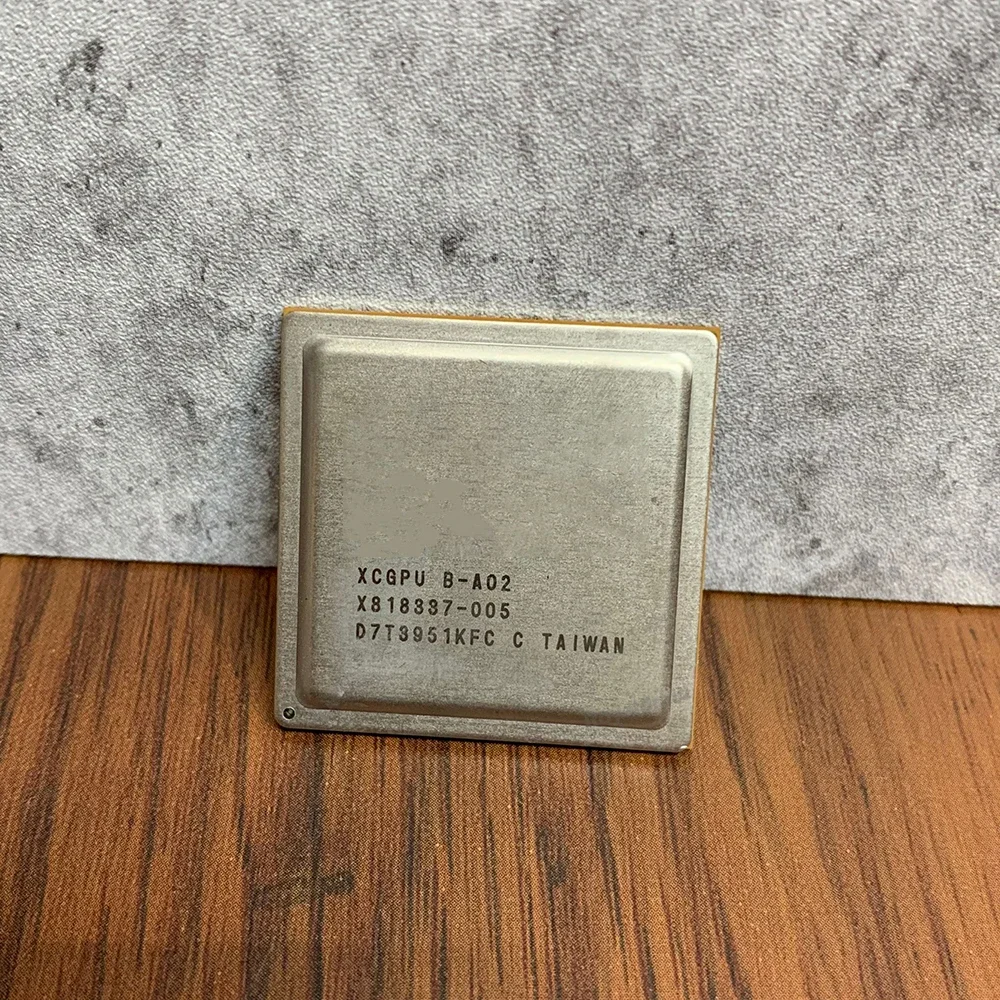 XCGPU B-A02
X818337-005
D7T3951KFC C TAIWAN